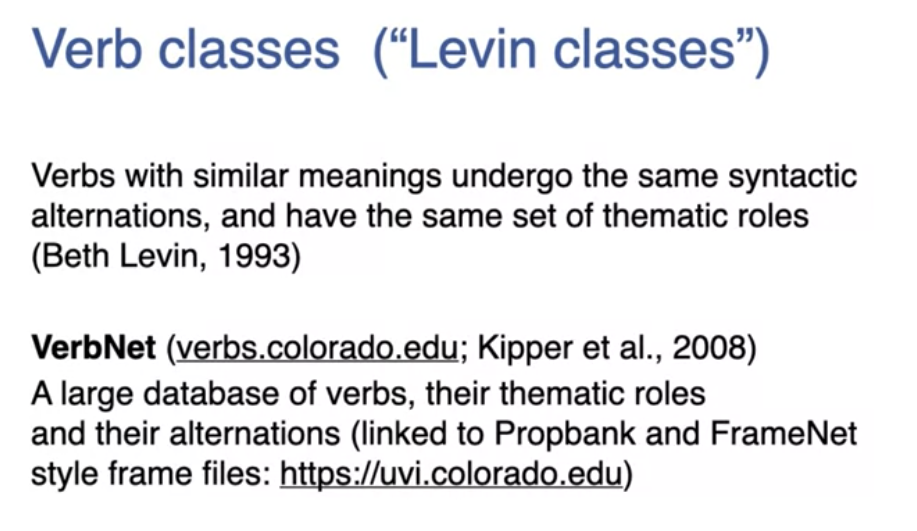 Verb classes (“Levin classes”)
Verbs with similar meanings undergo the same syntactic
alternations, and have the same set of thematic roles
(Beth Levin, 1993)
VerbNet (verbs.colorado.edu; Kipper et al., 2008)
A large database of verbs, their thematic roles
and their alternations (linked to Propbank and FrameNet
style frame files: https://uvi.colorado.edu)